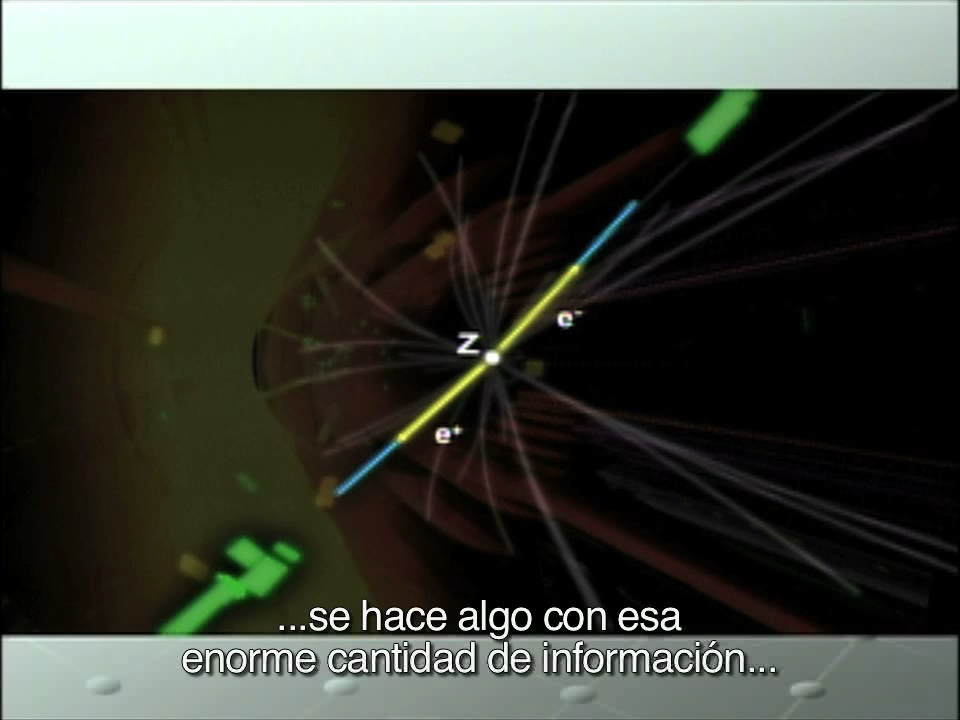 Z
e⁻
e⁺
...se hace algo con esa
enorme cantidad de información...